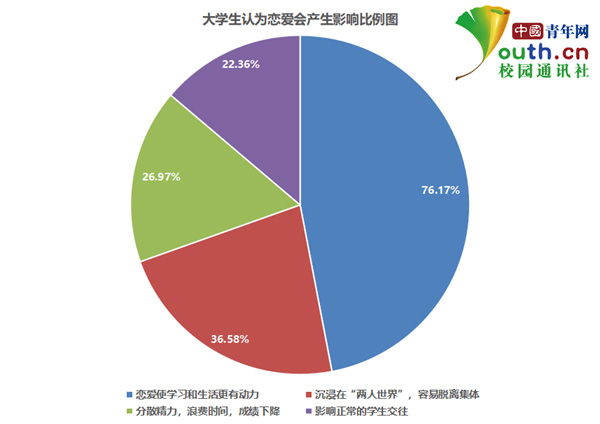 大学生认为恋爱会产生影响比例图
中國青年网
outh.cn
校园通讯社
22.36%
76.17%
26.97%
36.58%
恋爱使学习和生活更有动力
沉浸在“两人世界”，容易脱离集体
分散精力，浪费时间，成绩下降
影响正常的学生交往